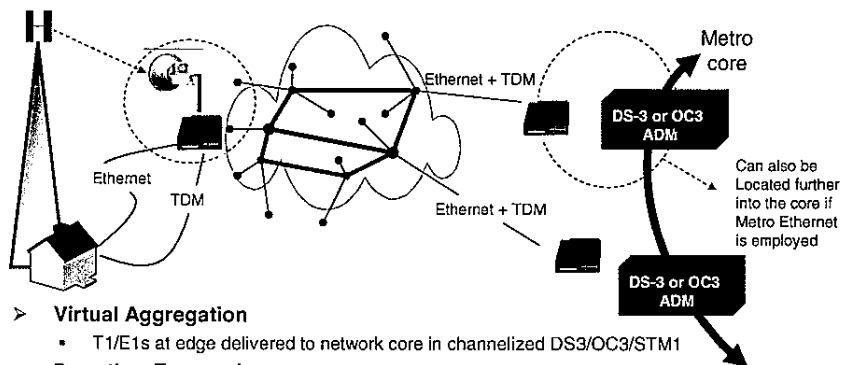 Metro
core
Ethernet + TDM
DS-3 or OC3
ADM
Ethernet
TDM
Can also be
Located further
into the core if
Metro Ethernet
is employed
Ethernet + TDM
DS-3 or OC3
ADM
➢ Virtual Aggregation
▪ T1/E1s at edge delivered to network core in channelized DS3/OC3/STM1